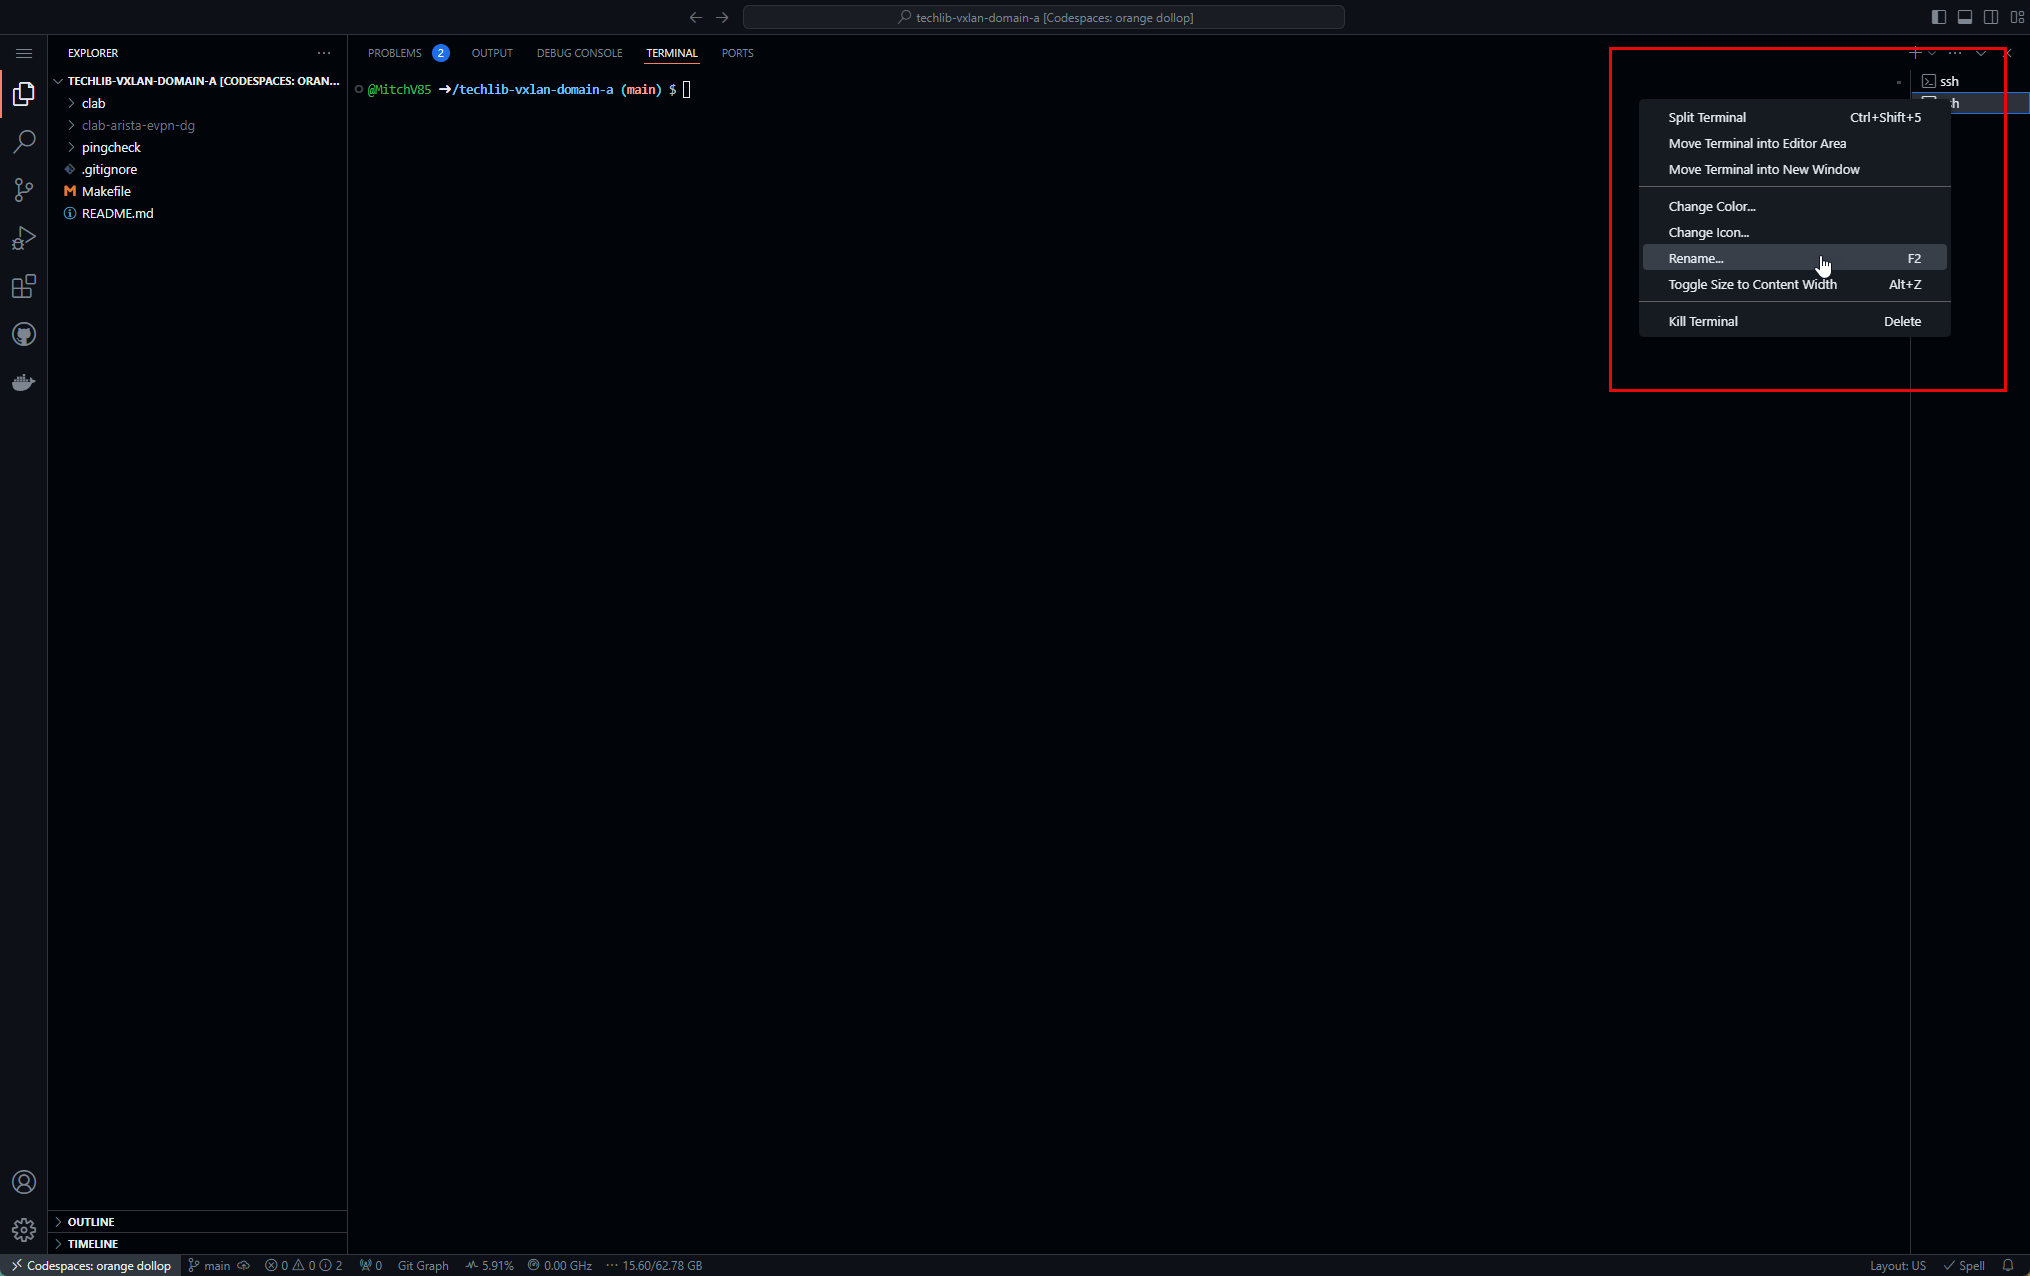 techlib-vxlan-domain-a [Codespaces: orange dollop]
EXPLORER
PROBLEMS 2 OUTPUT DEBUG CONSOLE TERMINAL PORTS
TECHLIB-VXLAN-DOMAIN-A [CODESPACES: ORAN...
clab
clab-arista-evpn-dg
pingcheck
.gitignore
Makefile
README.md
@MitchV85 ➜/techlib-vxlan-domain-a (main) $
ssh
Split Terminal Ctrl+Shift+5
Move Terminal into Editor Area
Move Terminal into New Window
Change Color...
Change Icon...
Rename... F2
Toggle Size to Content Width Alt+Z
Kill Terminal Delete
OUTLINE
TIMELINE
Codespaces: orange dollop main 0 0 2 0 Git Graph 5.91% 0.00 GHz 15.60/62.78 GB Layout: US Spell